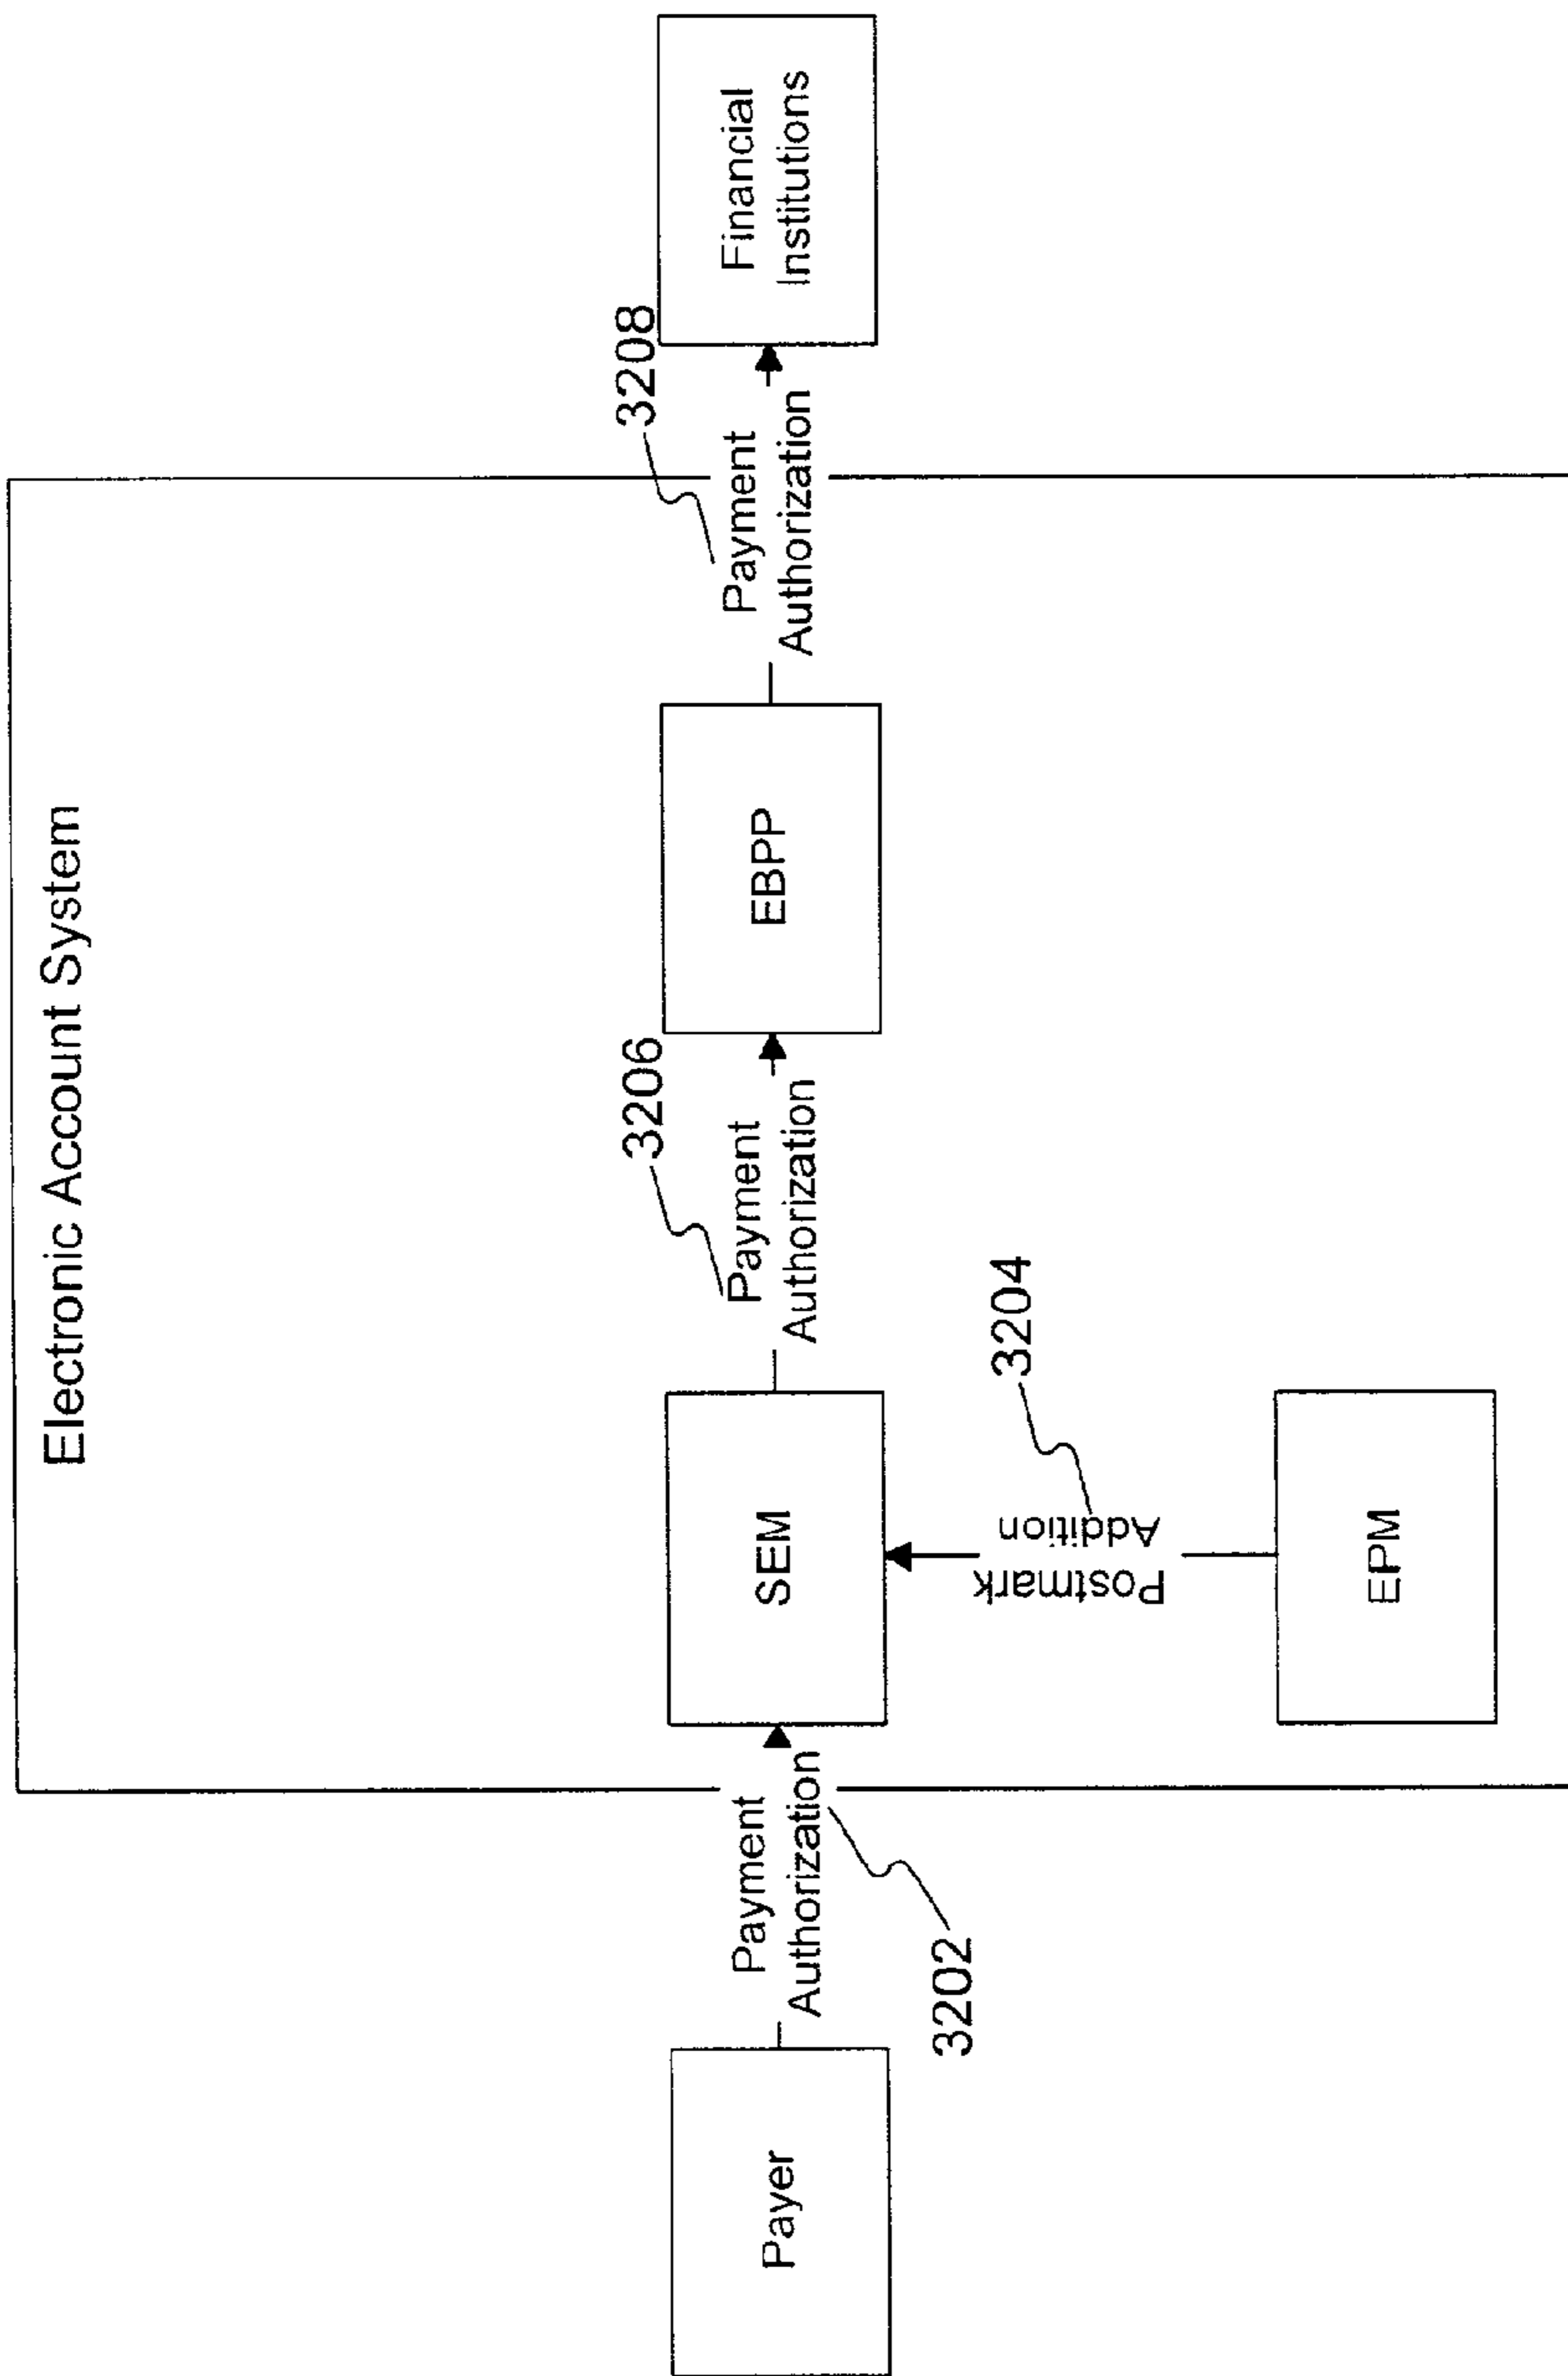 Electronic Account System
Payer
Payment
Authorization
3202
SEM
Postmark
Addition
3204
EPM
Payment
Authorization
3206
EBPP
Payment
Authorization
3208
Financial
Institutions